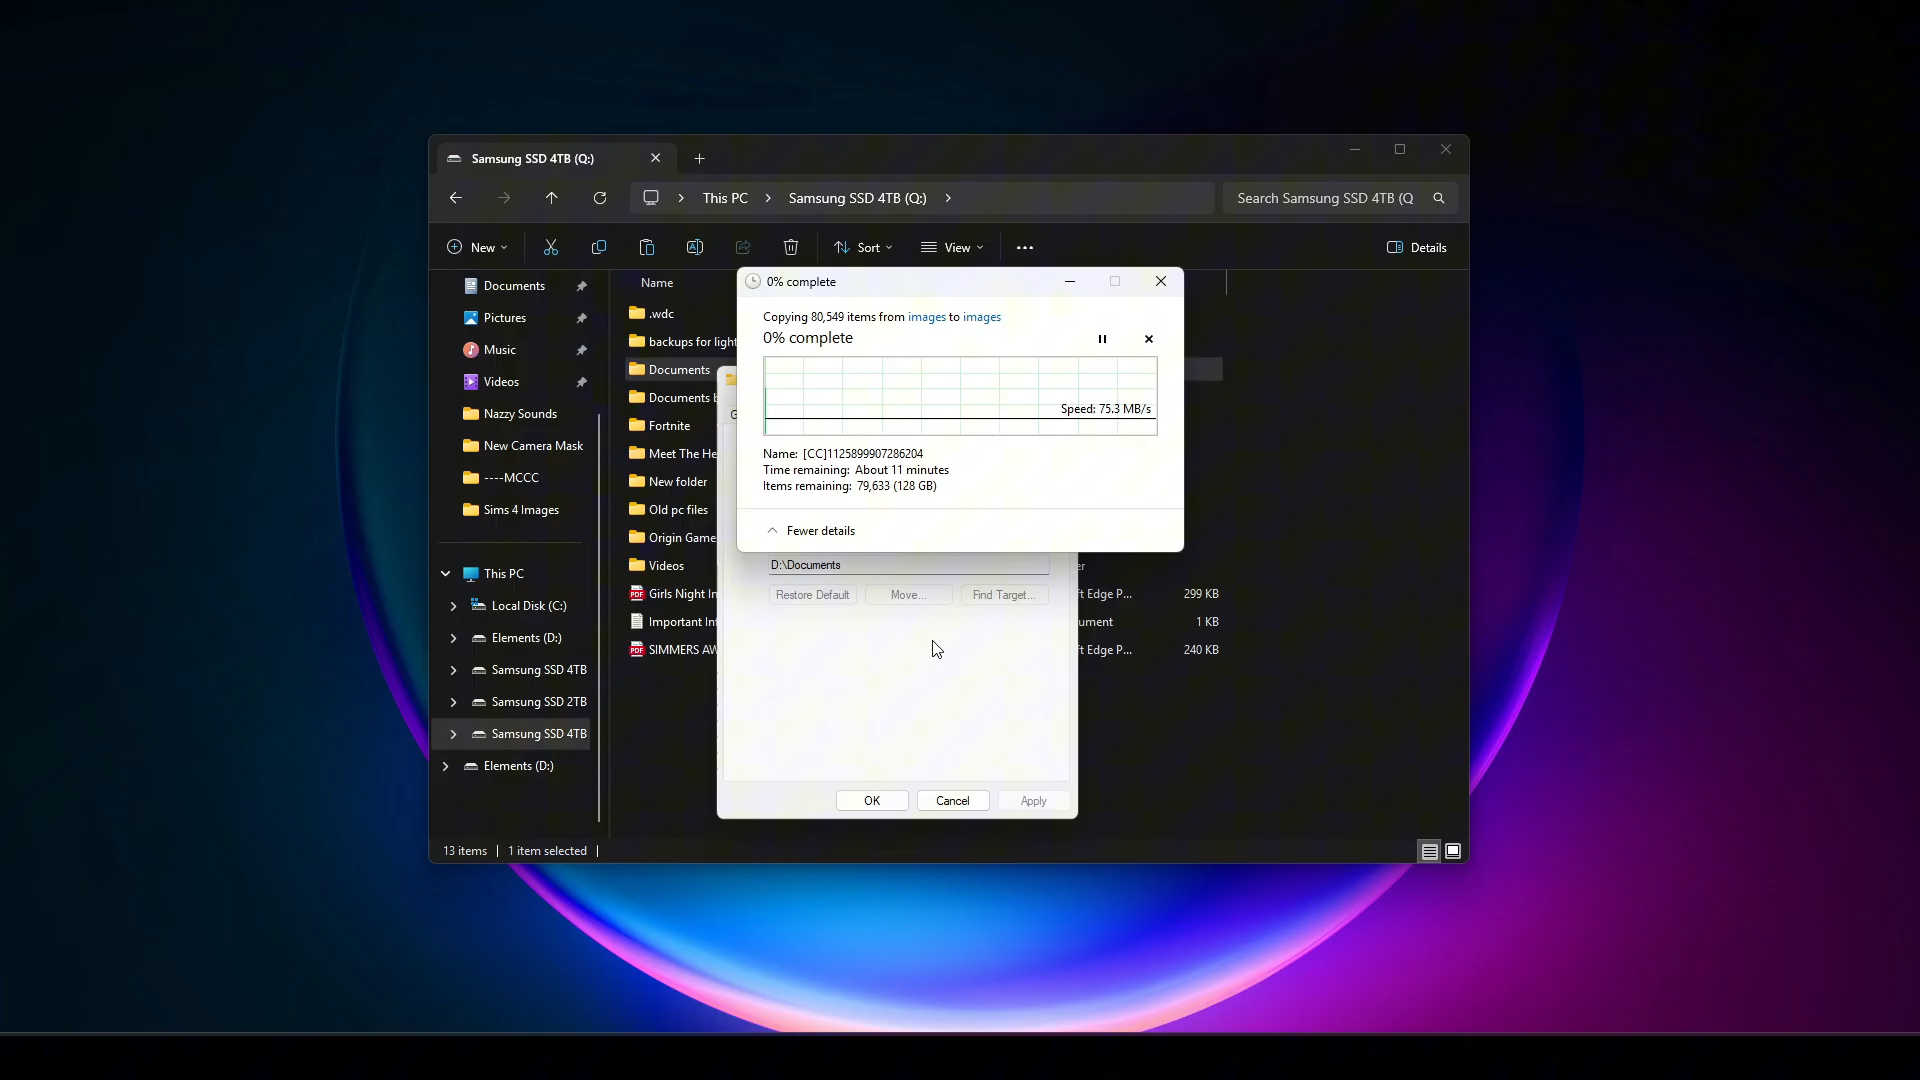 Samsung SSD 4TB (Q:)
This PC
Samsung SSD 4TB (Q:)
Search Samsung SSD 4TB (Q
New
Sort
View
Details
Documents
Pictures
Music
Videos
Nazzy Sounds
New Camera Mask
----MCCC
Sims 4 Images
This PC
Local Disk (C:)
Elements (D:)
Samsung SSD 4TB
Samsung SSD 2TB
Samsung SSD 4TB
Elements (D:)
Name
.wdc
backups for light
Documents
Documents
Fortnite
Meet The He
New folder
Old pc files
Origin Game
Videos
Girls Night In
ft Edge P...
299 KB
Important In
ument
1 KB
SIMMERS AW
ft Edge P...
240 KB
0% complete
Copying 80,549 items from images to images
0% complete
Speed: 75.3 MB/s
Name: [CC]1125899907286204
Time remaining: About 11 minutes
Items remaining: 79,633 (128 GB)
Fewer details
D:\Documents
er
Restore Default
Move...
Find Target...
OK
Cancel
Apply
13 items
1 item selected